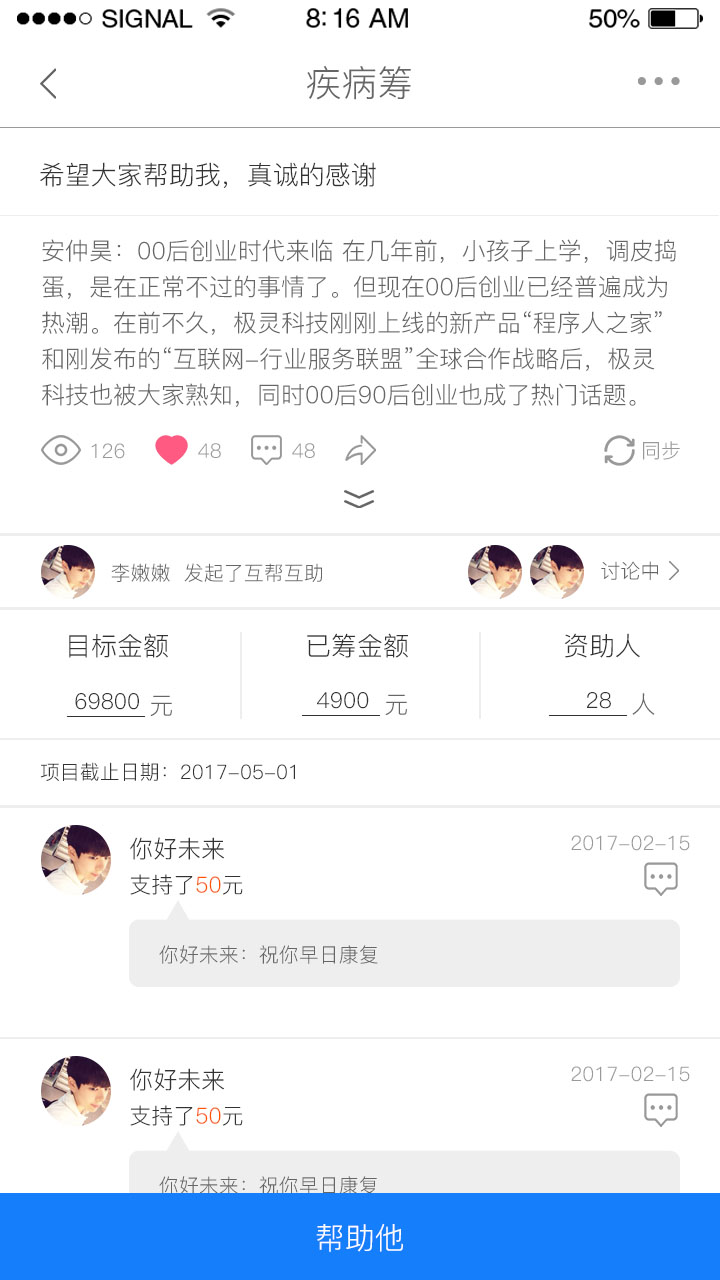 SIGNAL 8:16 AM 50%
疾病筹
希望大家帮助我，真诚的感谢
安仲昊：00后创业时代来临 在几年前，小孩子上学，调皮捣
蛋，是在正常不过的事情了。但现在00后创业已经普遍成为
热潮。在前不久，极灵科技刚刚上线的新产品“程序人之家”
和刚发布的“互联网-行业服务联盟”全球合作战略后，极灵
科技也被大家熟知，同时00后90后创业也成了热门话题。
126 48 48 同步
李嫩嫩 发起了互帮互助 讨论中
目标金额 已筹金额 资助人
69800 元 4900 元 28 人
项目截止日期：2017-05-01
你好未来 2017-02-15
支持了50元
你好未来：祝你早日康复
你好未来 2017-02-15
支持了50元
你好未来：祝你早日康复
帮助他